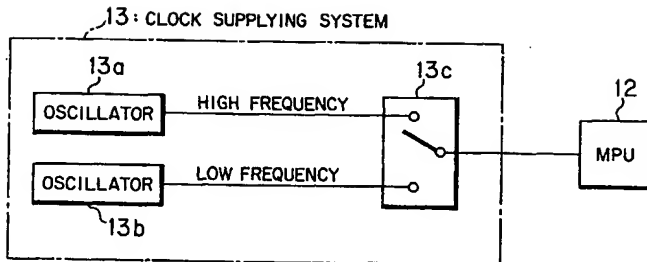 13: CLOCK SUPPLYING SYSTEM
13a
OSCILLATOR
HIGH FREQUENCY
13c
12
MPU
OSCILLATOR
LOW FREQUENCY
13b